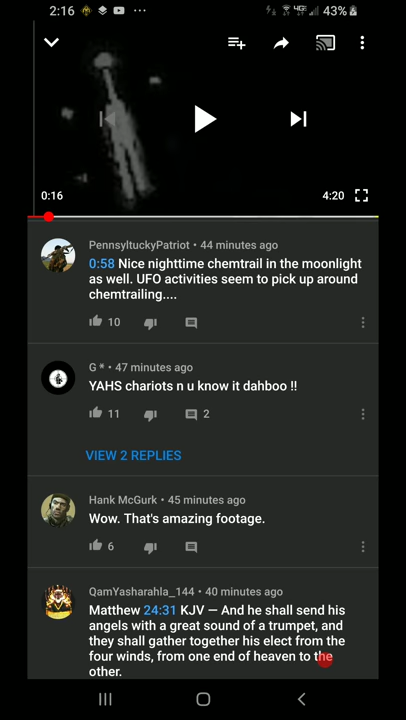 2:16
43%
0:16
4:20
PennsyltuckyPatriot • 44 minutes ago
0:58 Nice nighttime chemtrail in the moonlight
as well. UFO activities seem to pick up around
chemtrailing....
10
G * • 47 minutes ago
YAHS chariots n u know it dahboo !!
11
2
VIEW 2 REPLIES
Hank McGurk • 45 minutes ago
Wow. That's amazing footage.
6
QamYasharahla_144 • 40 minutes ago
Matthew 24:31 KJV — And he shall send his
angels with a great sound of a trumpet, and
they shall gather together his elect from the
four winds, from one end of heaven to the
other.